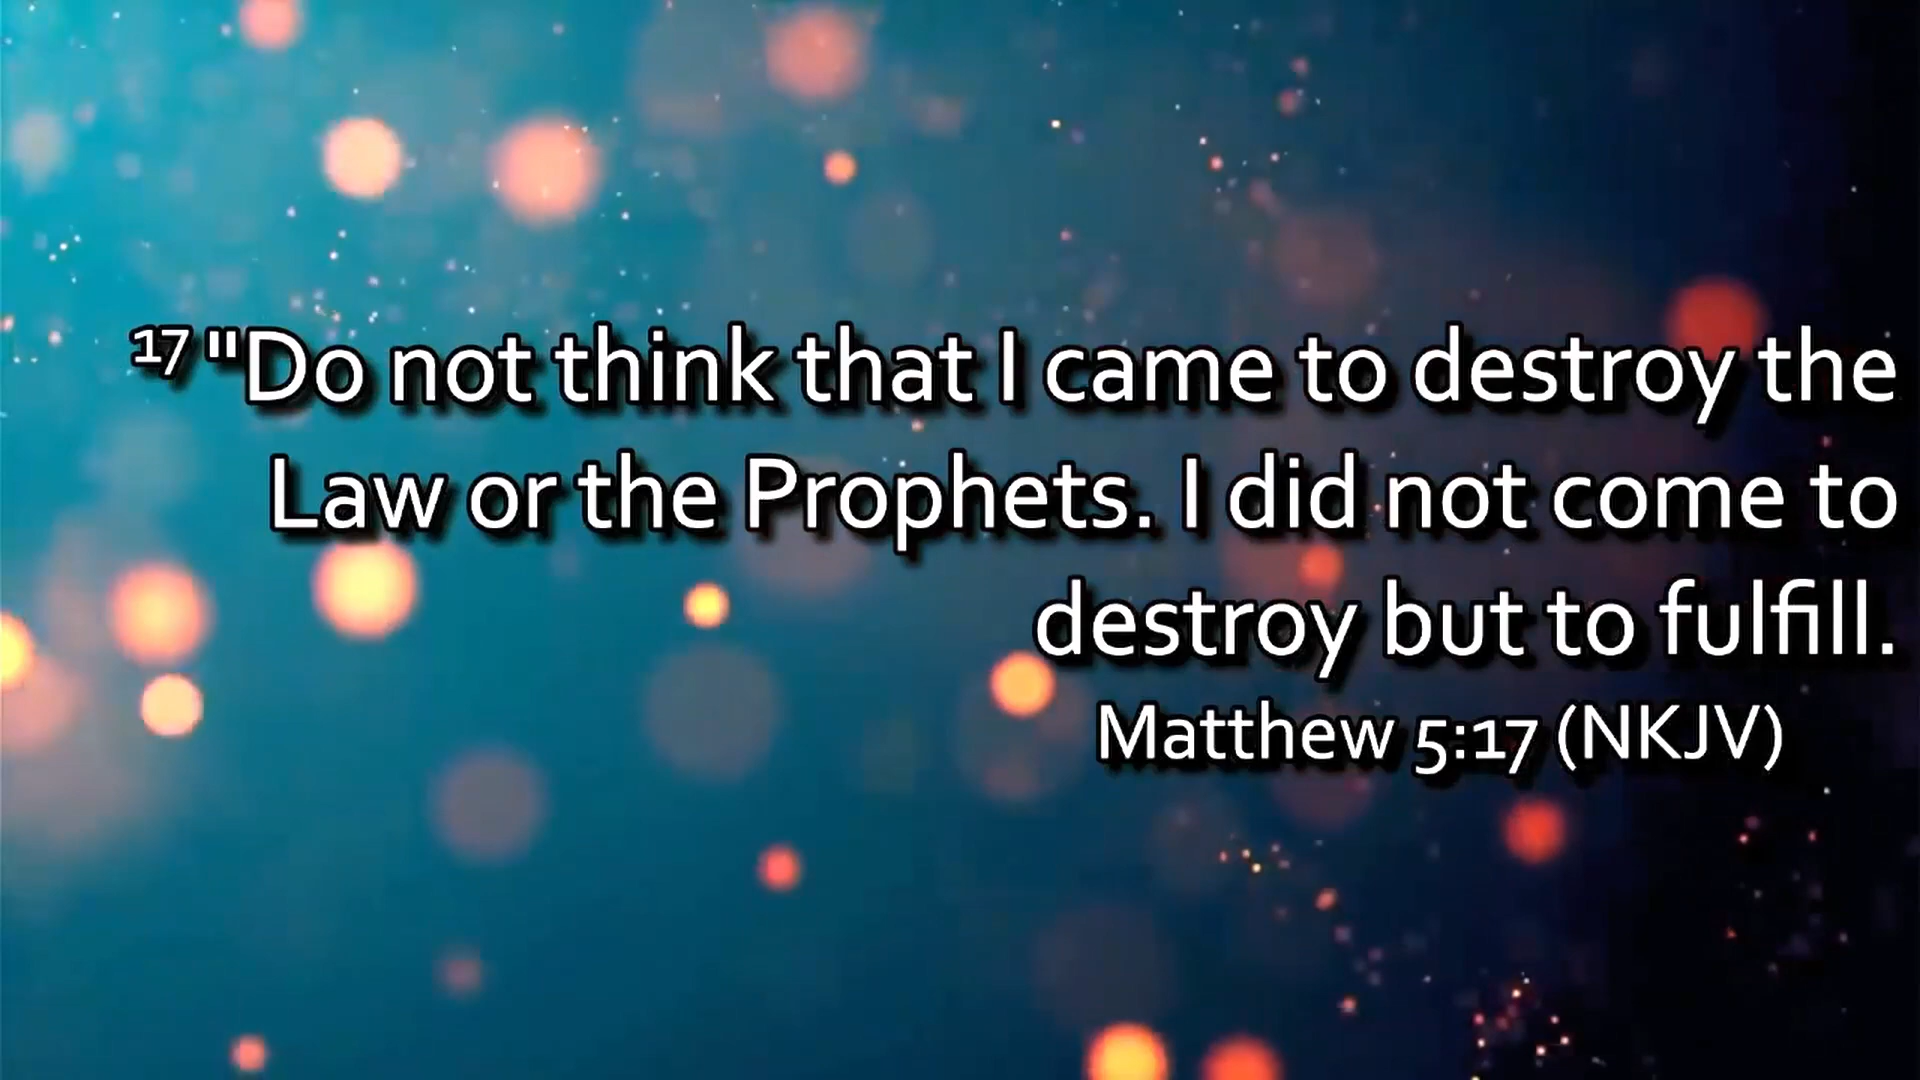 17 "Do not think that I came to destroy the
Law or the Prophets. I did not come to
destroy but to fulfill.
Matthew 5:17 (NKJV)